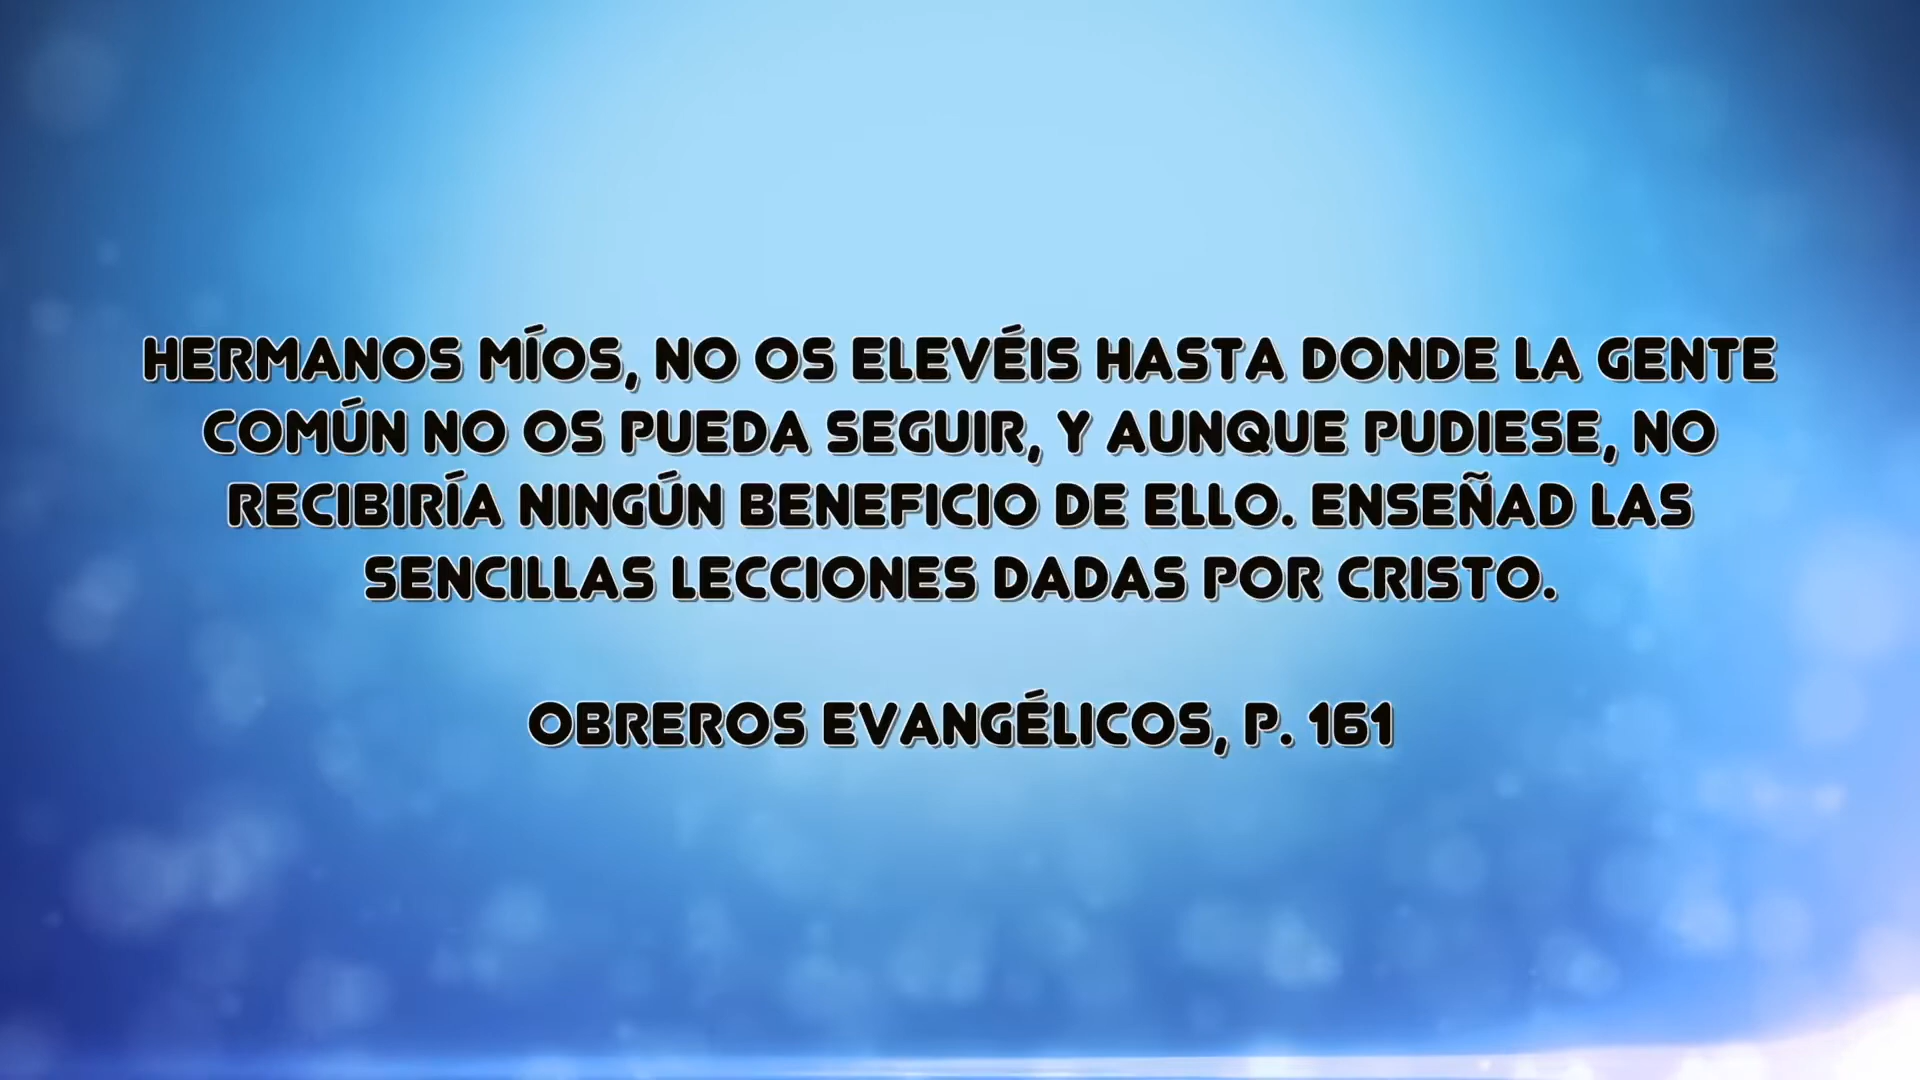 HERMANOS MÍOS, NO OS ELEVÉIS HASTA DONDE LA GENTE
COMÚN NO OS PUEDA SEGUIR, Y AUNQUE PUDIESE, NO
RECIBIRÍA NINGÚN BENEFICIO DE ELLO. ENSEÑAD LAS
SENCILLAS LECCIONES DADAS POR CRISTO.
OBREROS EVANGÉLICOS, P. 161